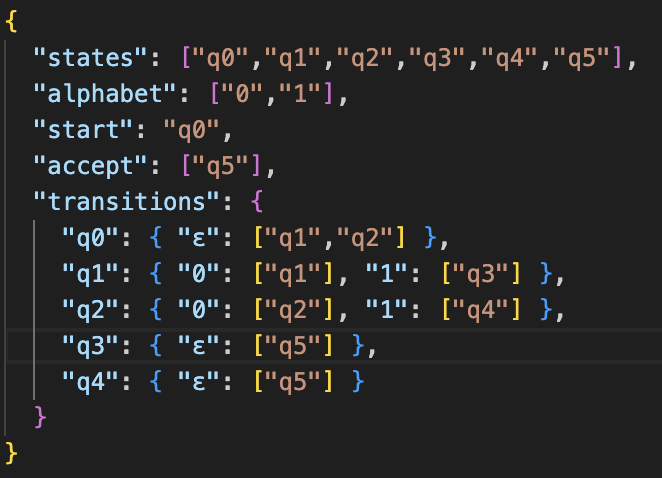 {
  "states": ["q0","q1","q2","q3","q4","q5"],
  "alphabet": ["0","1"],
  "start": "q0",
  "accept": ["q5"],
  "transitions": {
    "q0": { "ε": ["q1","q2"] },
    "q1": { "0": ["q1"], "1": ["q3"] },
    "q2": { "0": ["q2"], "1": ["q4"] },
    "q3": { "ε": ["q5"] },
    "q4": { "ε": ["q5"] }
  }
}